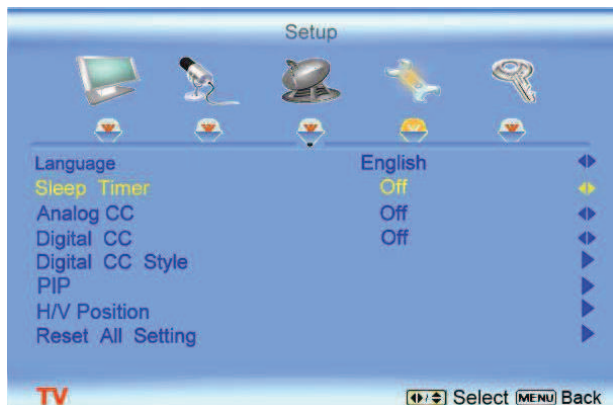 Setup
Language English
Sleep Timer Off
Analog CC Off
Digital CC Off
Digital CC Style
PIP
H/V Position
Reset All Setting
TV Select MENU Back